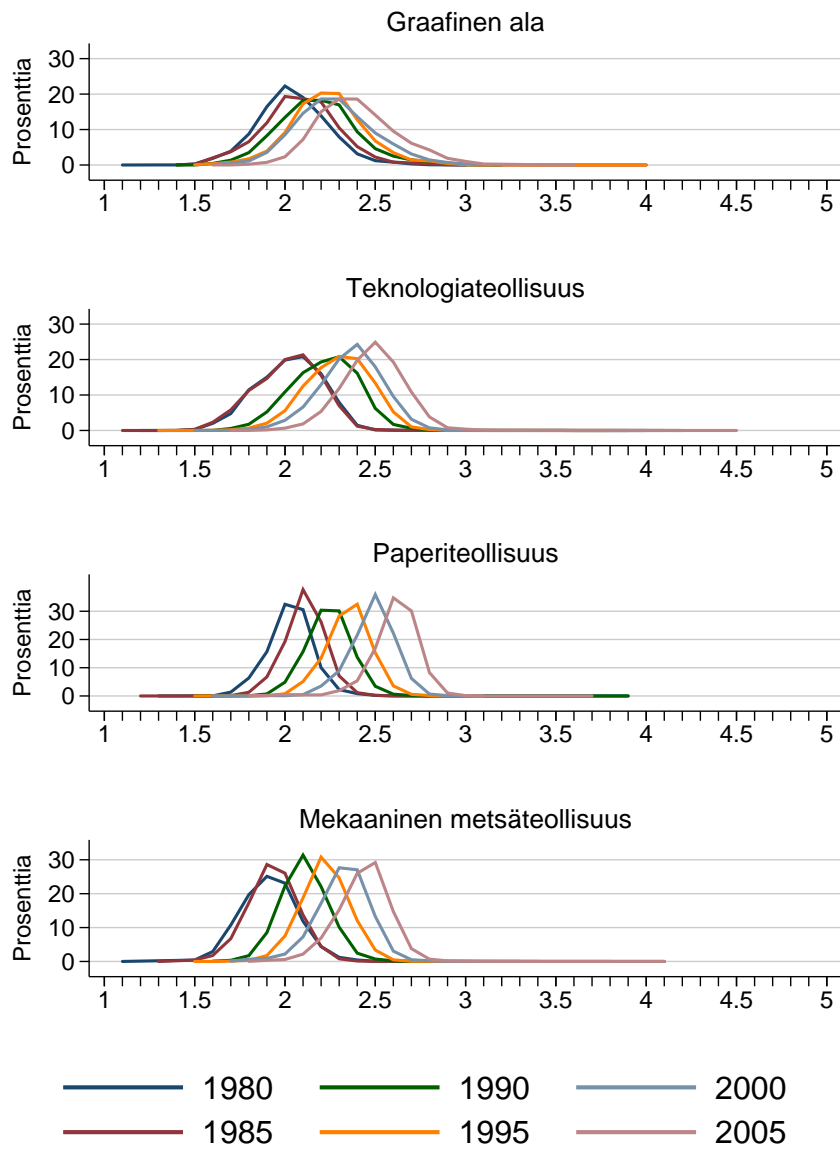 Graafinen ala
Prosenttia
30
20
10
0
1 1.5 2 2.5 3 3.5 4 4.5 5
Teknologiateollisuus
Prosenttia
30
20
10
0
1 1.5 2 2.5 3 3.5 4 4.5 5
Paperiteollisuus
Prosenttia
30
20
10
0
1 1.5 2 2.5 3 3.5 4 4.5 5
Mekaaninen metsäteollisuus
Prosenttia
30
20
10
0
1 1.5 2 2.5 3 3.5 4 4.5 5
1980 1990 2000
1985 1995 2005